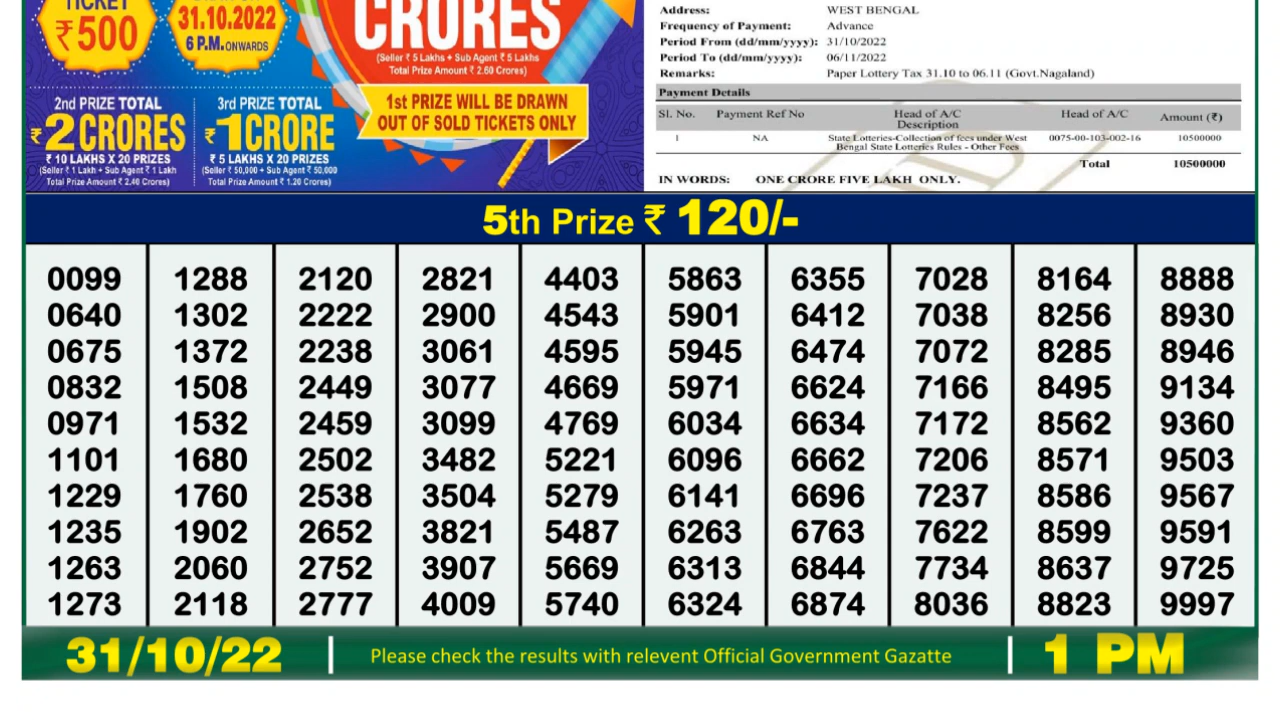 TICKET
₹500
31.10.2022
6 P.M. ONWARDS
CRORES
(Seller ₹ 5 Lakhs + Sub Agent ₹ 5 Lakhs
Total Prize Amount ₹ 2.60 Crores)
2nd PRIZE TOTAL
₹2 CRORES
₹ 10 LAKHS X 20 PRIZES
(Seller ₹ 1 Lakh + Sub Agent ₹ 1 Lakh
Total Prize Amount ₹ 2.40 Crores)
3rd PRIZE TOTAL
₹1 CRORE
₹ 5 LAKHS X 20 PRIZES
(Seller ₹ 50,000 + Sub Agent ₹ 50,000
Total Prize Amount ₹ 1.20 Crores)
1st PRIZE WILL BE DRAWN
OUT OF SOLD TICKETS ONLY
Address: WEST BENGAL
Frequency of Payment: Advance
Period From (dd/mm/yyyy): 31/10/2022
Period To (dd/mm/yyyy): 06/11/2022
Remarks: Paper Lottery Tax 31.10 to 06.11 (Govt.Nagaland)
Payment Details
Sl. No. Payment Ref No Head of A/C Description Head of A/C Amount (₹)
1 NA State Lotteries-Collection of fees under West Bengal State Lotteries Rules - Other Fees 0075-00-103-002-16 10500000
Total 10500000
IN WORDS: ONE CRORE FIVE LAKH ONLY.
5th Prize ₹ 120/-
0099 1288 2120 2821 4403 5863 6355 7028 8164 8888
0640 1302 2222 2900 4543 5901 6412 7038 8256 8930
0675 1372 2238 3061 4595 5945 6474 7072 8285 8946
0832 1508 2449 3077 4669 5971 6624 7166 8495 9134
0971 1532 2459 3099 4769 6034 6634 7172 8562 9360
1101 1680 2502 3482 5221 6096 6662 7206 8571 9503
1229 1760 2538 3504 5279 6141 6696 7237 8586 9567
1235 1902 2652 3821 5487 6263 6763 7622 8599 9591
1263 2060 2752 3907 5669 6313 6844 7734 8637 9725
1273 2118 2777 4009 5740 6324 6874 8036 8823 9997
31/10/22 Please check the results with relevent Official Government Gazatte 1 PM